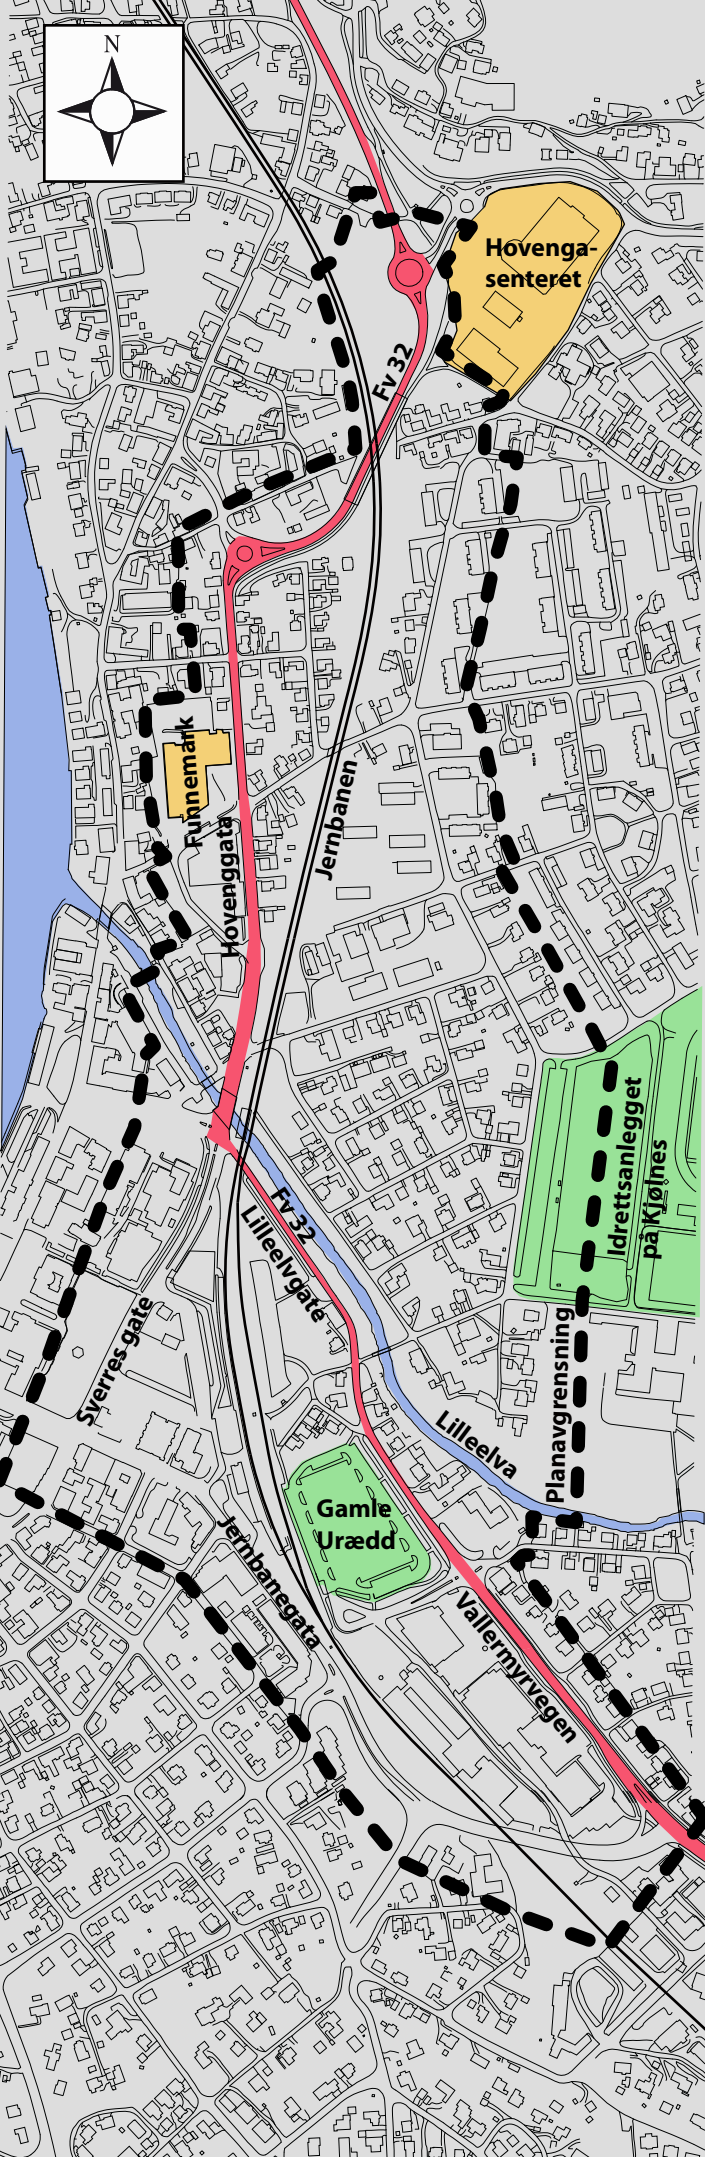 N
Hovenga-
senteret
Fv 32
Funnemark
Hovenggata
Jernbanen
Idrettsanlegget
på Kjølnes
Fv 32
Lilleelvgate
Sverres gate
Planavgrensning
Lilleelva
Gamle
Urædd
Jernbanegata
Vallermyrvegen